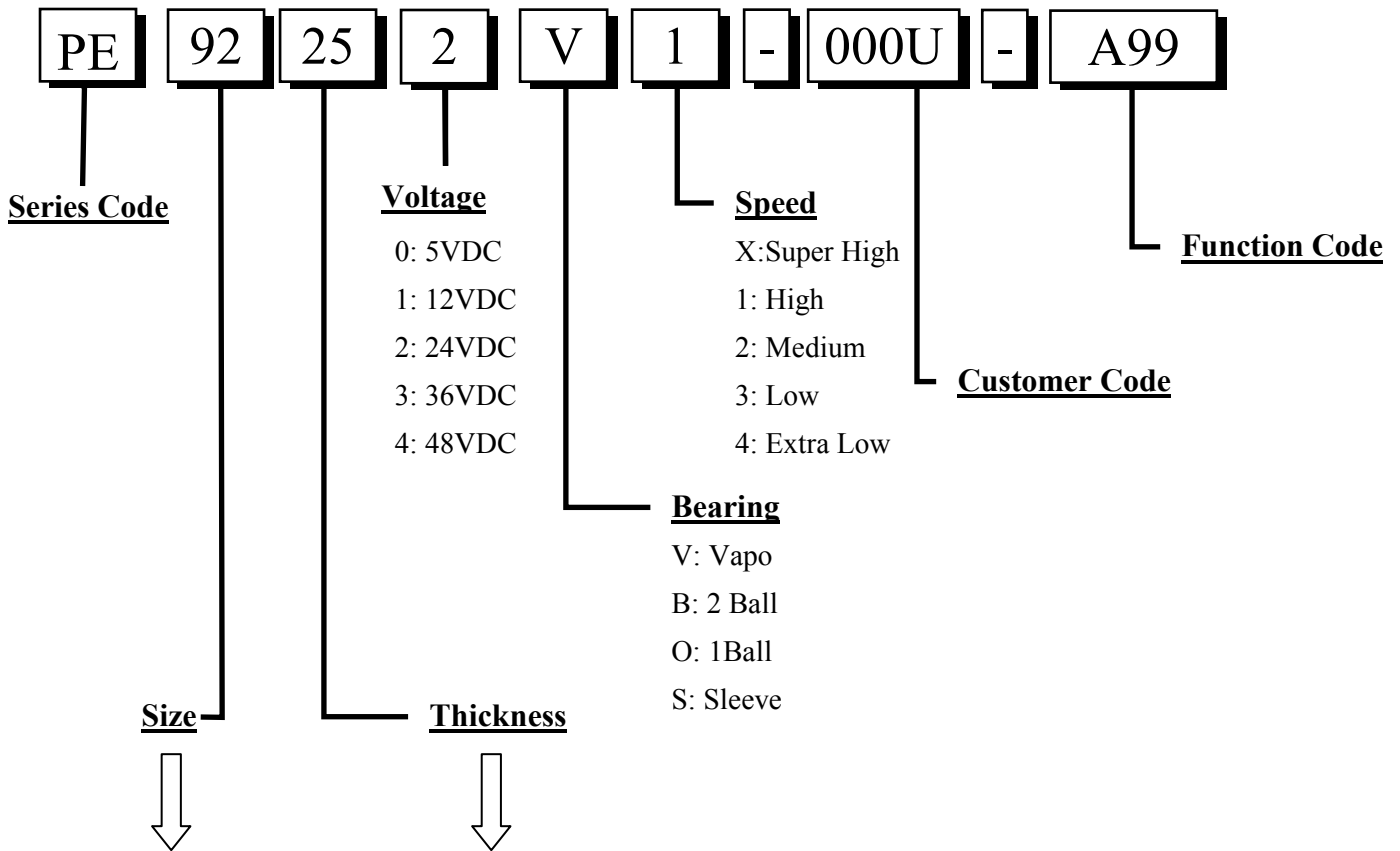 PE 92 25 2 V 1 - 000U - A99
Series Code
Voltage
0: 5VDC
1: 12VDC
2: 24VDC
3: 36VDC
4: 48VDC
Speed
X:Super High
1: High
2: Medium
3: Low
4: Extra Low
Function Code
Customer Code
Bearing
V: Vapo
B: 2 Ball
O: 1Ball
S: Sleeve
Size
Thickness